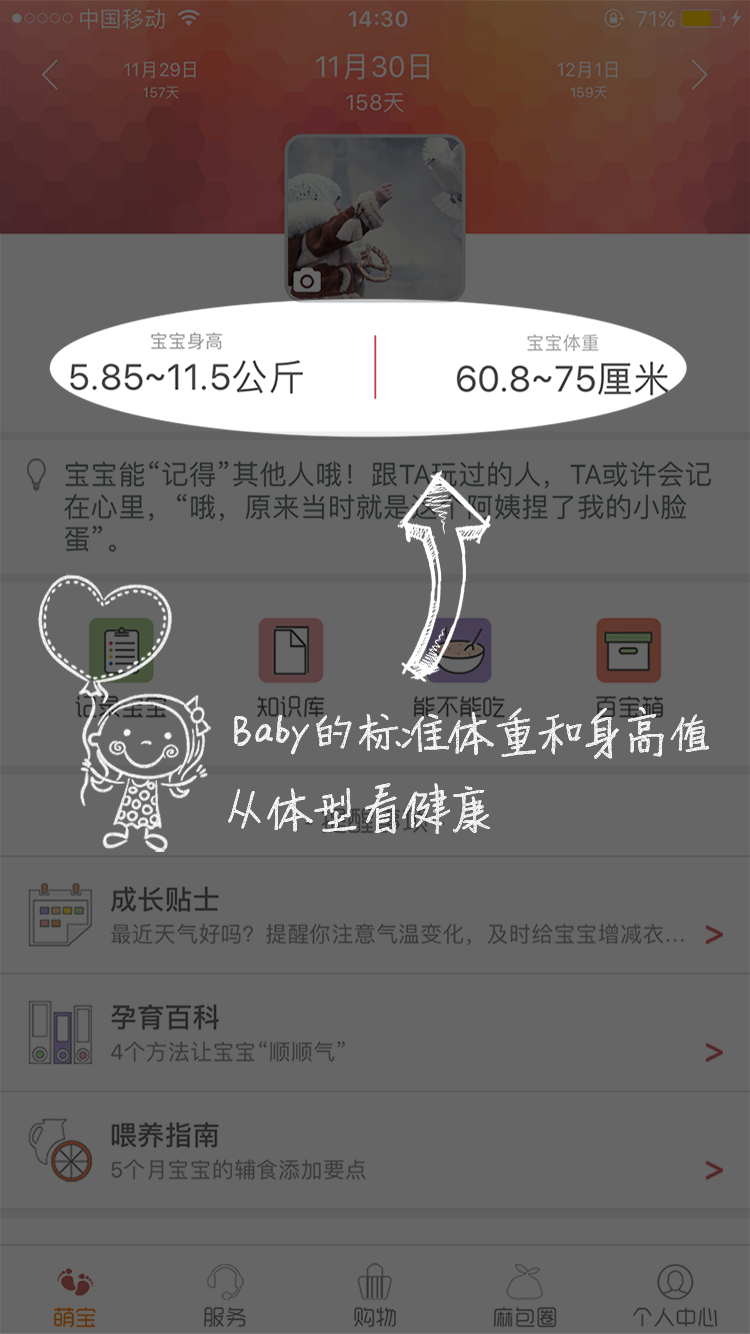 中国移动 14:30 71%
11月29日 11月30日 12月1日
157天 158天 159天
宝宝身高 宝宝体重
5.85~11.5公斤 60.8~75厘米
宝宝能“记得”其他人哦！跟TA玩过的人，TA或许会记
在心里，“哦，原来当时就是这个阿姨捏了我的小脸
蛋”。
记录宝宝 知识库 能不能吃 百宝箱
Baby的标准体重和身高值
从体型看健康
成长贴士
最近天气好吗？提醒你注意气温变化，及时给宝宝增减衣...
孕育百科
4个方法让宝宝“顺顺气”
喂养指南
5个月宝宝的辅食添加要点
萌宝 服务 购物 麻包圈 个人中心